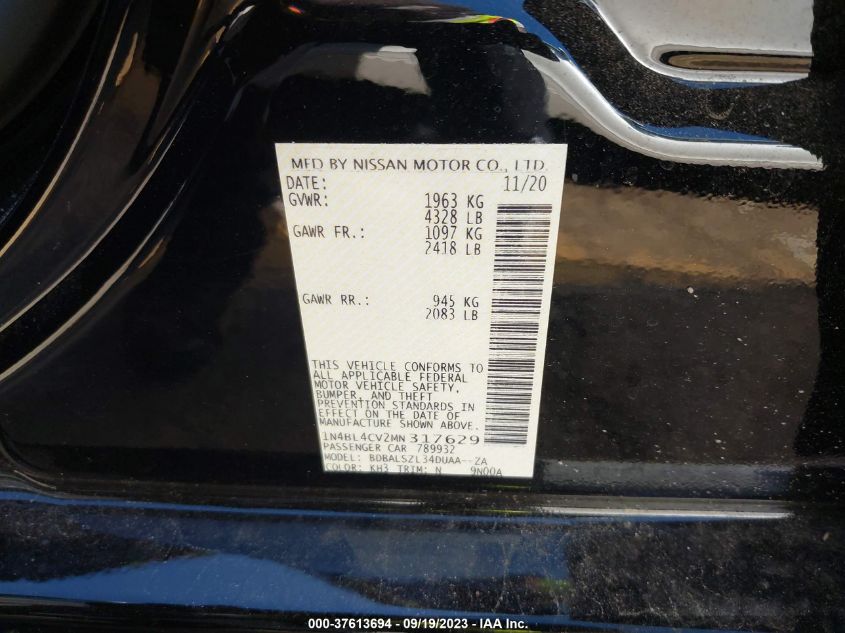 MFD BY NISSAN MOTOR CO., LTD.
DATE: 11/20
GVWR: 1963 KG
4328 LB
GAWR FR.: 1097 KG
2418 LB
GAWR RR.: 945 KG
2083 LB
THIS VEHICLE CONFORMS TO
ALL APPLICABLE FEDERAL
MOTOR VEHICLE SAFETY,
BUMPER, AND THEFT
PREVENTION STANDARDS IN
EFFECT ON THE DATE OF
MANUFACTURE SHOWN ABOVE.
1N4BL4CV2MN317629
PASSENGER CAR 789932
MODEL: BDBALSZL34DUAA--ZA
COLOR: KH3 TRIM: N 9N00A
000-37613694 - 09/19/2023 - IAA Inc.